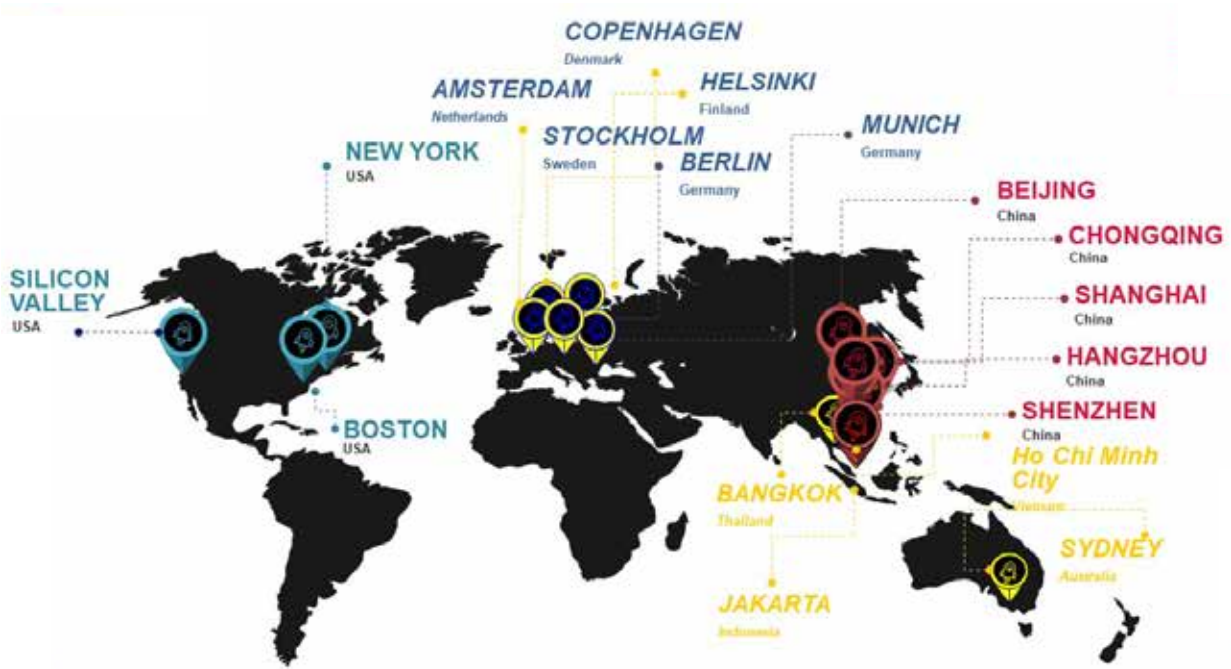 COPENHAGEN
Denmark
HELSINKI
Finland
AMSTERDAM
Netherlands
STOCKHOLM
Sweden
MUNICH
Germany
BERLIN
Germany
NEW YORK
USA
BEIJING
China
CHONGQING
China
SILICON
VALLEY
USA
SHANGHAI
China
HANGZHOU
China
SHENZHEN
China
BOSTON
USA
Ho Chi Minh
City
Vietnam
BANGKOK
Thailand
SYDNEY
Australia
JAKARTA
Indonesia